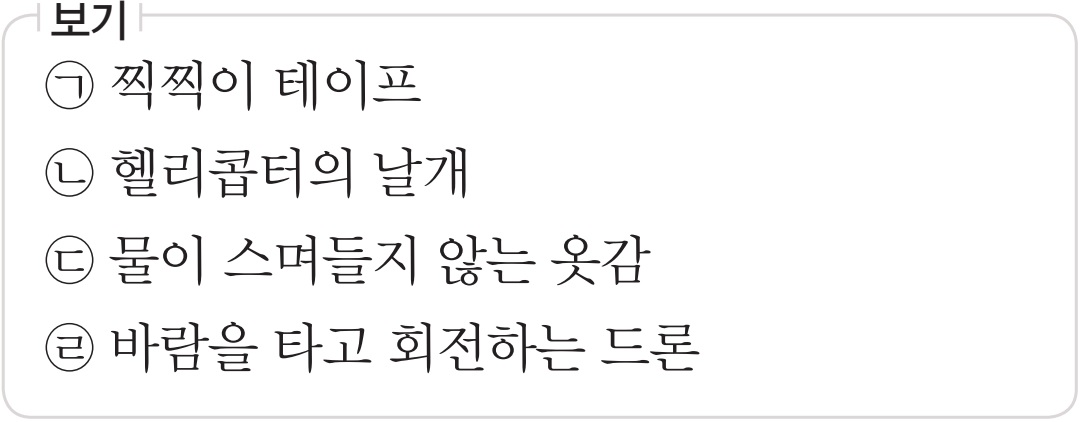 보기
㉠ 찍찍이 테이프
㉡ 헬리콥터의 날개
㉢ 물이 스며들지 않는 옷감
㉣ 바람을 타고 회전하는 드론